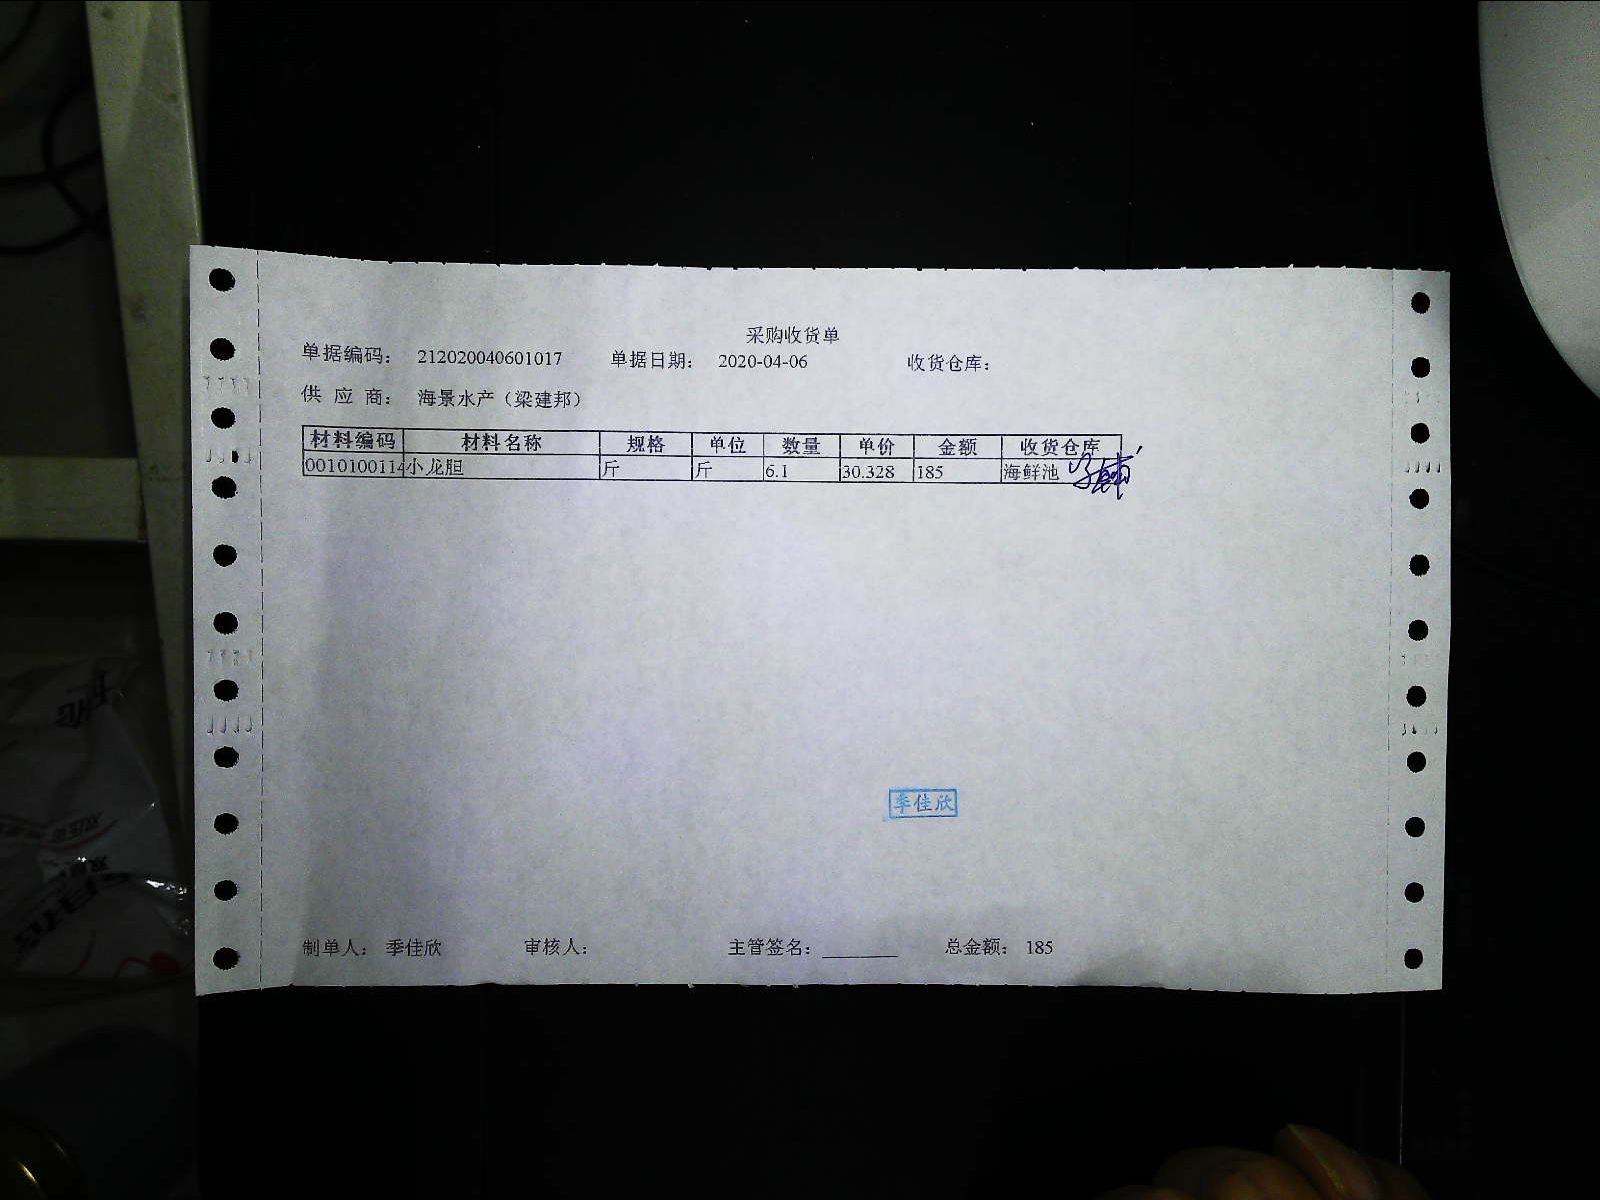 采购收货单
单据编码： 212020040601017 单据日期： 2020-04-06 收货仓库：
供 应 商： 海景水产（梁建邦）
材料编码 材料名称 规格 单位 数量 单价 金额 收货仓库
0010100114 小龙胆 斤 斤 6.1 30.328 185 海鲜池
季佳欣
制单人： 季佳欣 审核人： 主管签名： ________ 总金额： 185